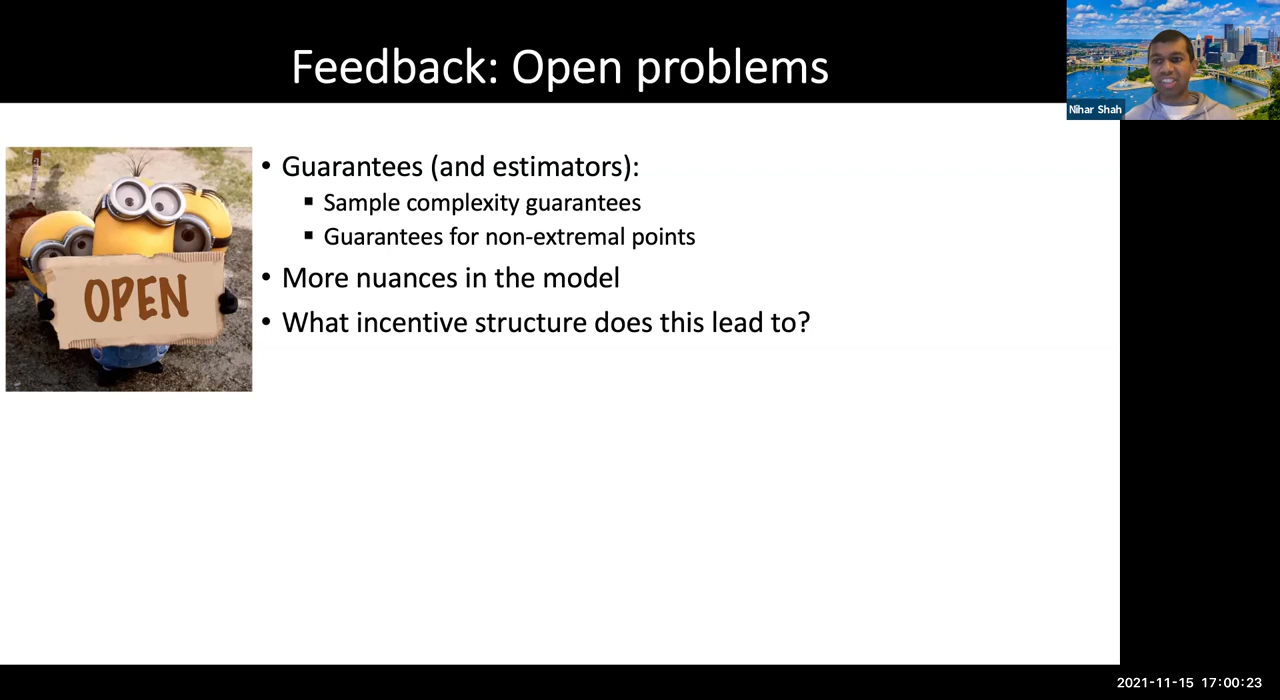 Feedback: Open problems
Nihar Shah
• Guarantees (and estimators):
▪ Sample complexity guarantees
▪ Guarantees for non-extremal points
• More nuances in the model
• What incentive structure does this lead to?
OPEN
2021-11-15 17:00:23